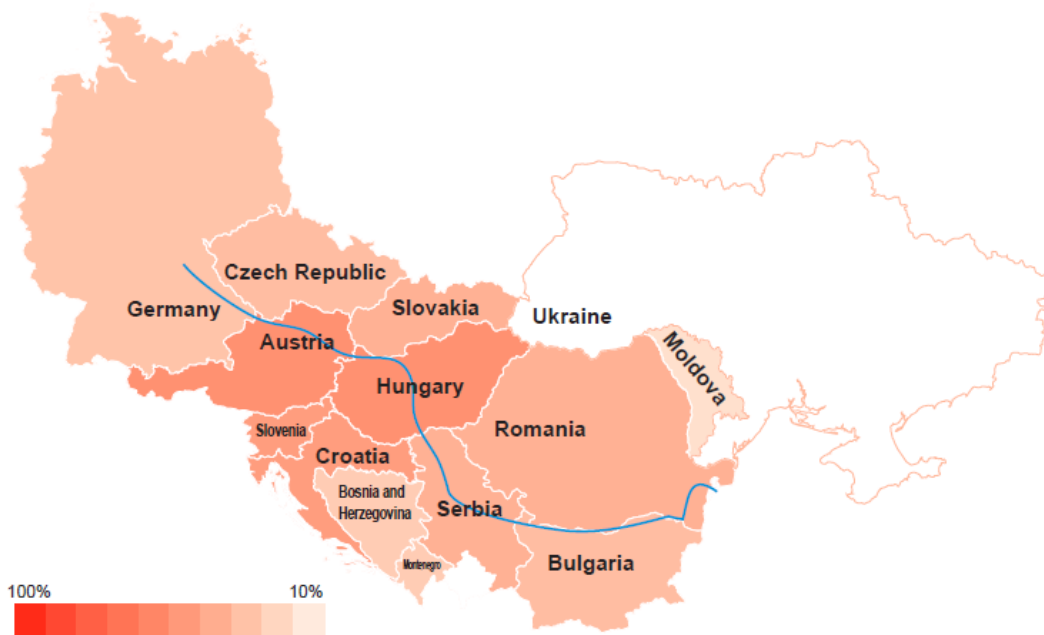 Czech Republic
Germany
Slovakia
Ukraine
Austria
Moldova
Hungary
Slovenia
Romania
Croatia
Bosnia and
Herzegovina
Serbia
Montenegro
Bulgaria
100%
10%